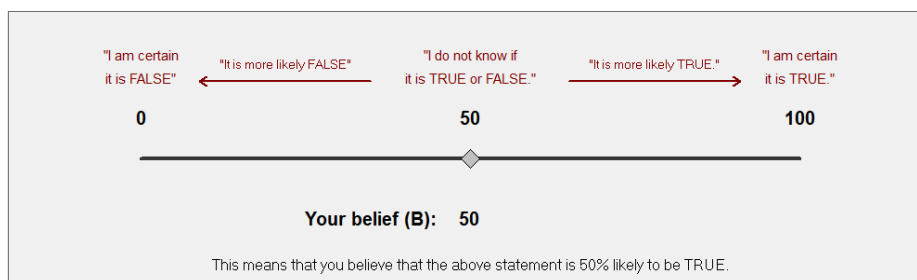 "I am certain
it is FALSE"
"It is more likely FALSE"
"I do not know if
it is TRUE or FALSE."
"It is more likely TRUE."
"I am certain
it is TRUE."
0
50
100
Your belief (B): 50
This means that you believe that the above statement is 50% likely to be TRUE.